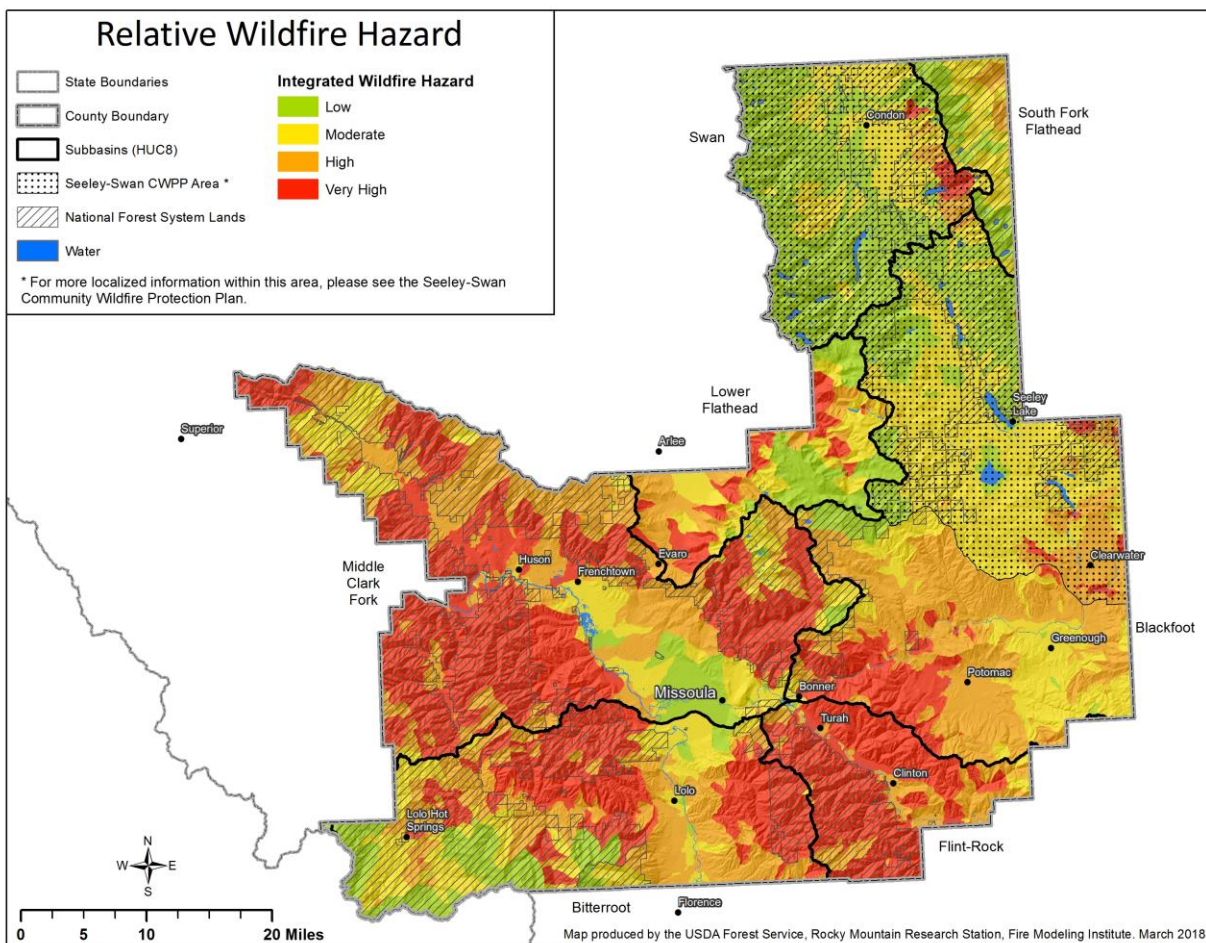 Relative Wildfire Hazard
State Boundaries
County Boundary
Subbasins (HUC8)
Seeley-Swan CWPP Area *
National Forest System Lands
Water
Integrated Wildfire Hazard
Low
Moderate
High
Very High
* For more localized information within this area, please see the Seeley-Swan
Community Wildfire Protection Plan.
Swan
Condon
South Fork
Flathead
Lower
Flathead
Seeley
Lake
Superior
Arlee
Huson
Frenchtown
Evaro
Clearwater
Middle
Clark
Fork
Blackfoot
Greenough
Potomac
Missoula
Bonner
Turah
Clinton
Lolo
Lolo Hot
Springs
Flint-Rock
Bitterroot
Florence
N
W E
S
0 5 10 20 Miles
Map produced by the USDA Forest Service, Rocky Mountain Research Station, Fire Modeling Institute. March 2018